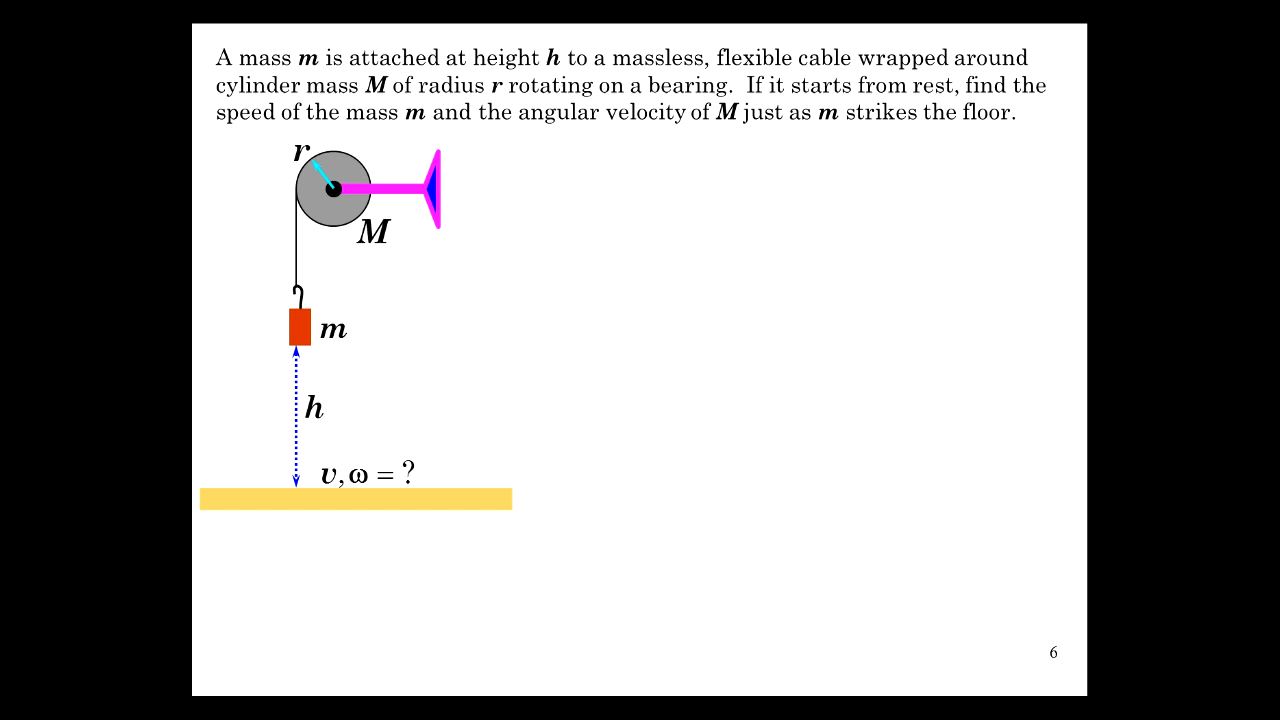 A mass m is attached at height h to a massless, flexible cable wrapped around
cylinder mass M of radius r rotating on a bearing. If it starts from rest, find the
speed of the mass m and the angular velocity of M just as m strikes the floor.
r
M
m
h
v, ω = ?
6